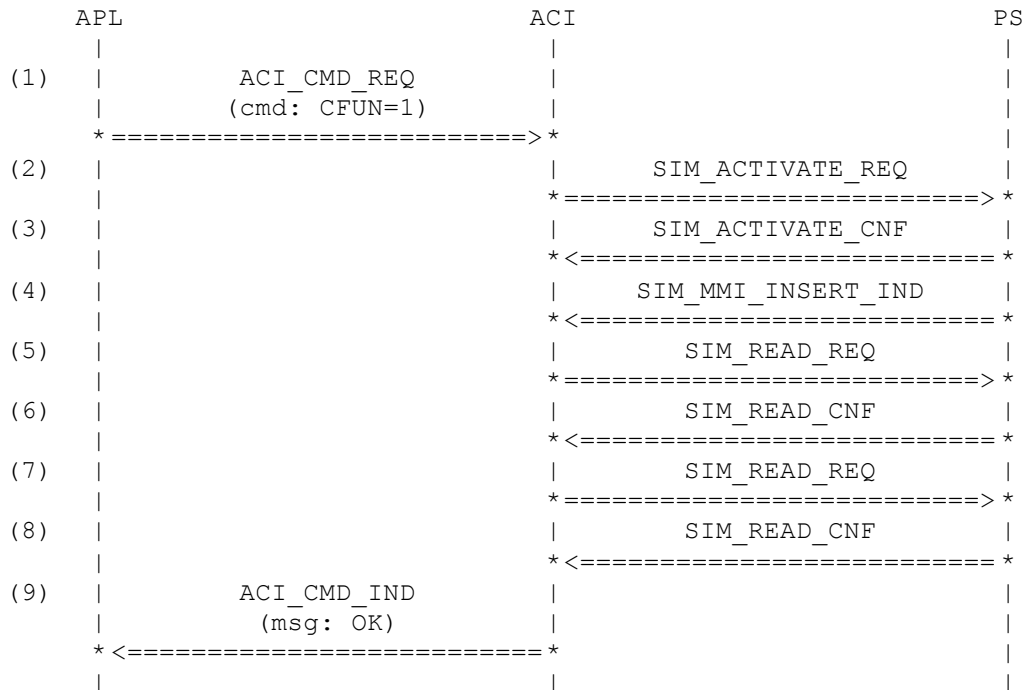 APL ACI PS
| | |
(1) | ACI_CMD_REQ | |
| (cmd: CFUN=1) | |
*==========================>* |
(2) | | SIM_ACTIVATE_REQ |
| *==========================>*
(3) | | SIM_ACTIVATE_CNF |
| *<==========================*
(4) | | SIM_MMI_INSERT_IND |
| *<==========================*
(5) | | SIM_READ_REQ |
| *==========================>*
(6) | | SIM_READ_CNF |
| *<==========================*
(7) | | SIM_READ_REQ |
| *==========================>*
(8) | | SIM_READ_CNF |
| *<==========================*
(9) | ACI_CMD_IND | |
| (msg: OK) | |
*<==========================* |
| | |